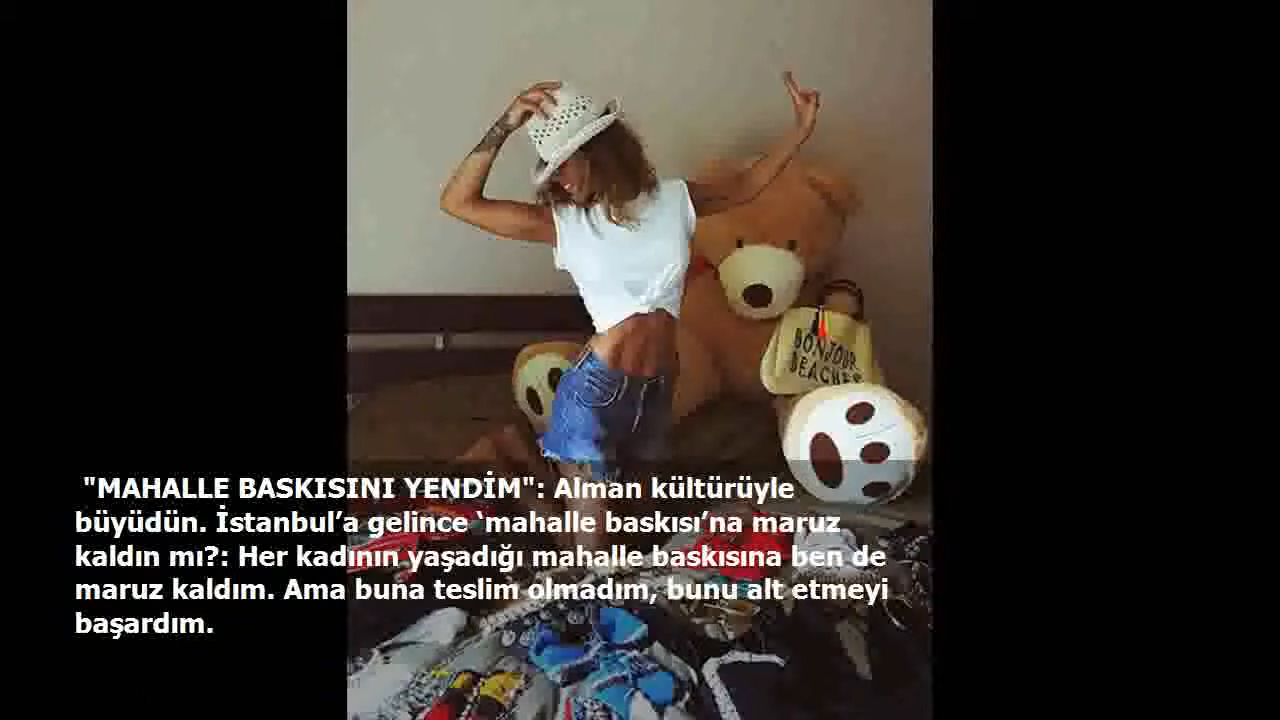 BONJOUR
BEACHES
"MAHALLE BASKISINI YENDİM": Alman kültürüyle
büyüdün. İstanbul’a gelince ‘mahalle baskısı’na maruz
kaldın mı?: Her kadının yaşadığı mahalle baskısına ben de
maruz kaldım. Ama buna teslim olmadım, bunu alt etmeyi
başardım.